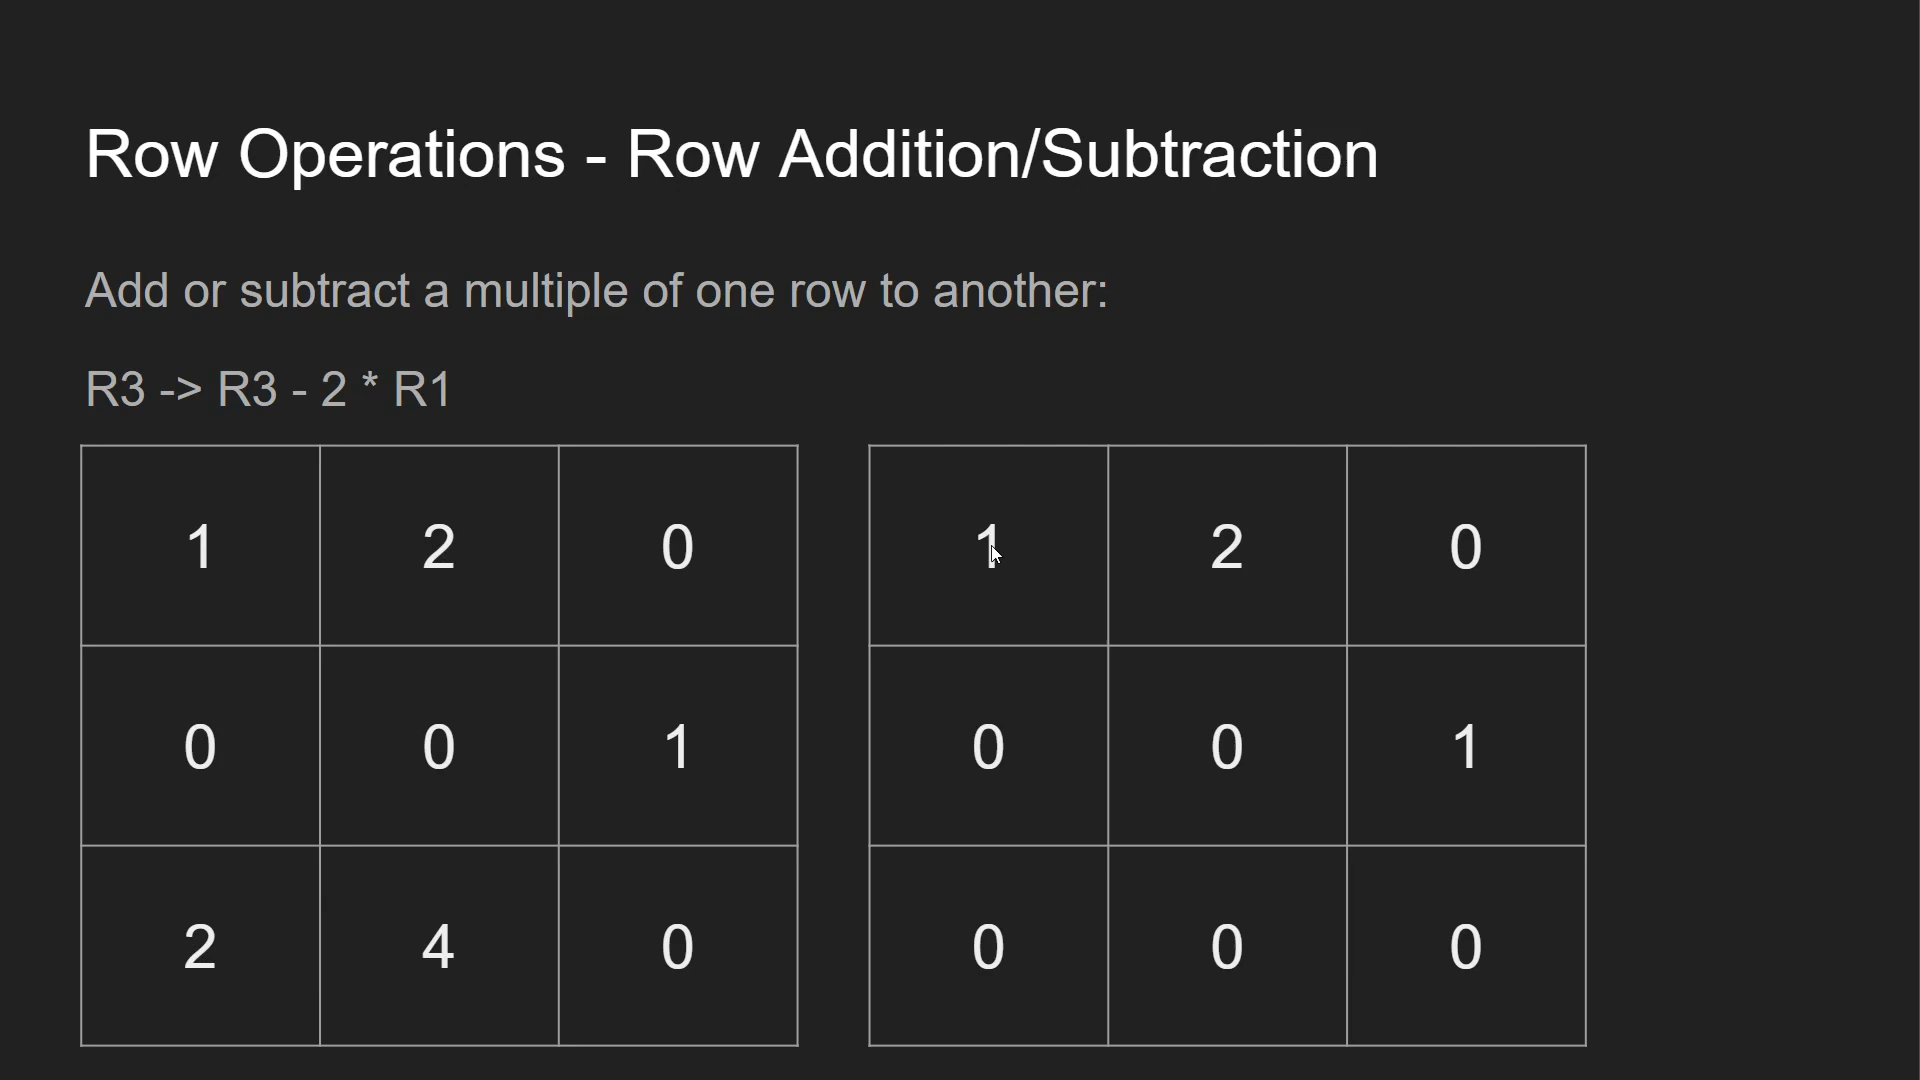 Row Operations - Row Addition/Subtraction
Add or subtract a multiple of one row to another:
R3 -> R3 - 2 * R1
1 2 0 1 2 0
0 0 1 0 0 1
2 4 0 0 0 0